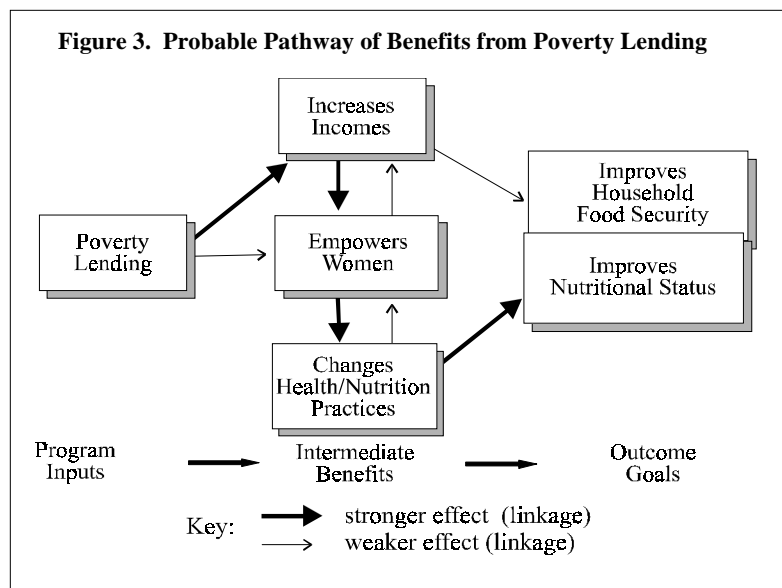 Figure 3.  Probable Pathway of Benefits from Poverty Lending
Increases
Incomes
Improves
Household
Food Security
Poverty
Lending
Empowers
Women
Improves
Nutritional Status
Changes
Health/Nutrition
Practices
Program
Inputs
Intermediate
Benefits
Outcome
Goals
Key:
stronger effect (linkage)
weaker effect (linkage)